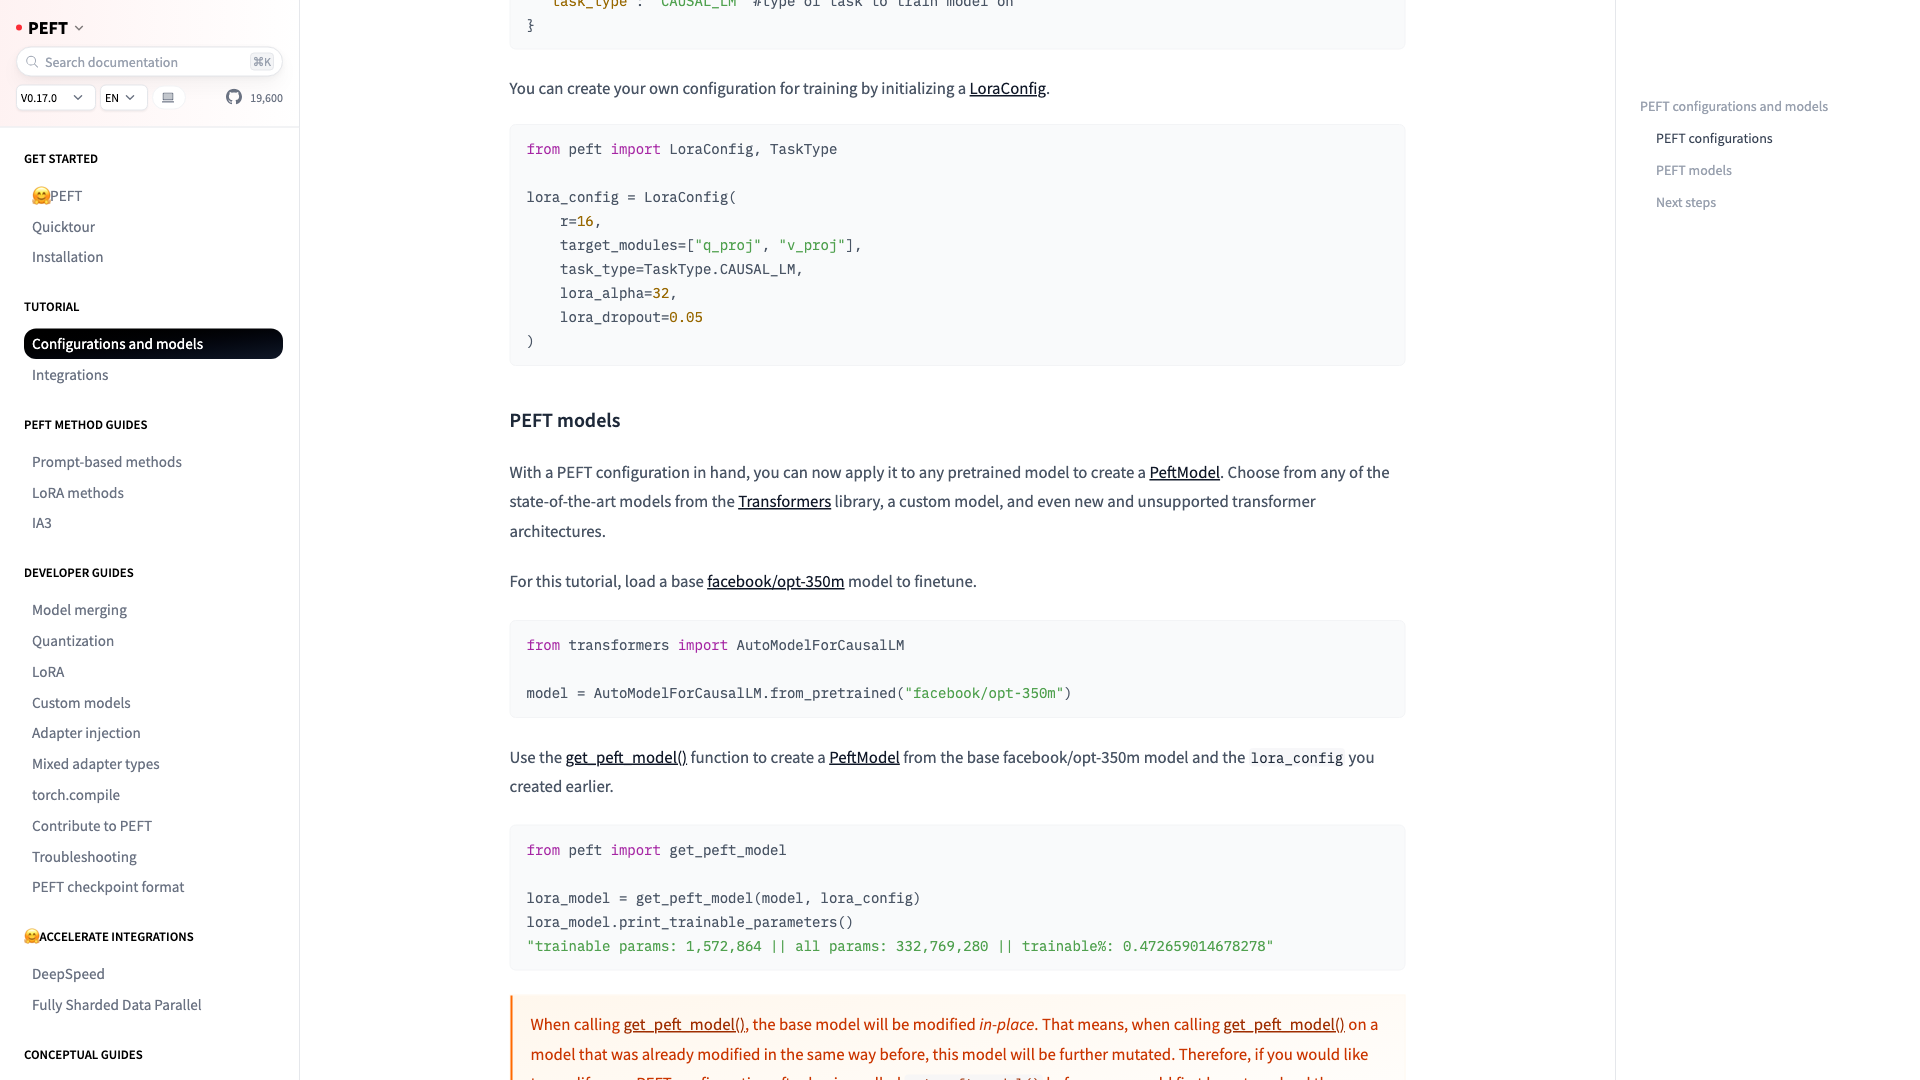 PEFT
Search documentation
⌘K
V0.17.0
EN
19,600
GET STARTED
🤗PEFT
Quicktour
Installation
TUTORIAL
Configurations and models
Integrations
PEFT METHOD GUIDES
Prompt-based methods
LoRA methods
IA3
DEVELOPER GUIDES
Model merging
Quantization
LoRA
Custom models
Adapter injection
Mixed adapter types
torch.compile
Contribute to PEFT
Troubleshooting
PEFT checkpoint format
🤗ACCELERATE INTEGRATIONS
DeepSpeed
Fully Sharded Data Parallel
CONCEPTUAL GUIDES
"task_type": "CAUSAL_LM" #type of task to train model on
}
You can create your own configuration for training by initializing a LoraConfig.
from peft import LoraConfig, TaskType
lora_config = LoraConfig(
r=16,
target_modules=["q_proj", "v_proj"],
task_type=TaskType.CAUSAL_LM,
lora_alpha=32,
lora_dropout=0.05
)
PEFT models
With a PEFT configuration in hand, you can now apply it to any pretrained model to create a PeftModel. Choose from any of the
state-of-the-art models from the Transformers library, a custom model, and even new and unsupported transformer
architectures.
For this tutorial, load a base facebook/opt-350m model to finetune.
from transformers import AutoModelForCausalLM
model = AutoModelForCausalLM.from_pretrained("facebook/opt-350m")
Use the get_peft_model() function to create a PeftModel from the base facebook/opt-350m model and the lora_config you
created earlier.
from peft import get_peft_model
lora_model = get_peft_model(model, lora_config)
lora_model.print_trainable_parameters()
"trainable params: 1,572,864 || all params: 332,769,280 || trainable%: 0.472659014678278"
When calling get_peft_model(), the base model will be modified in-place. That means, when calling get_peft_model() on a
model that was already modified in the same way before, this model will be further mutated. Therefore, if you would like
PEFT configurations and models
PEFT configurations
PEFT models
Next steps